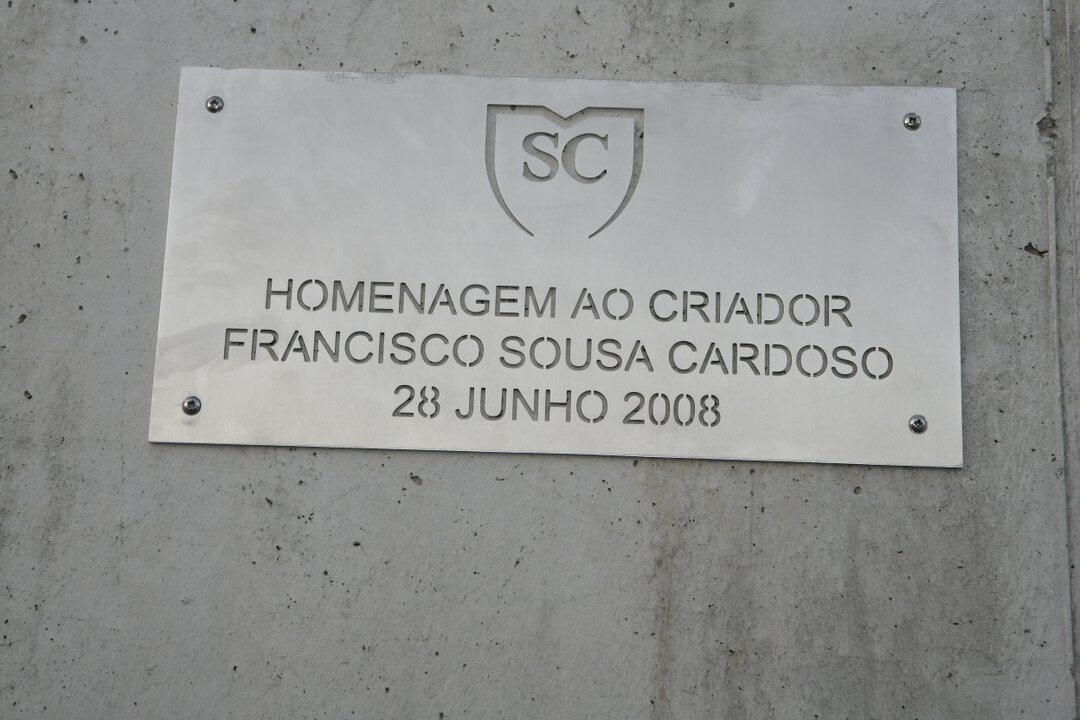 SC
HOMENAGEM AO CRIADOR
FRANCISCO SOUSA CARDOSO
28 JUNHO 2008